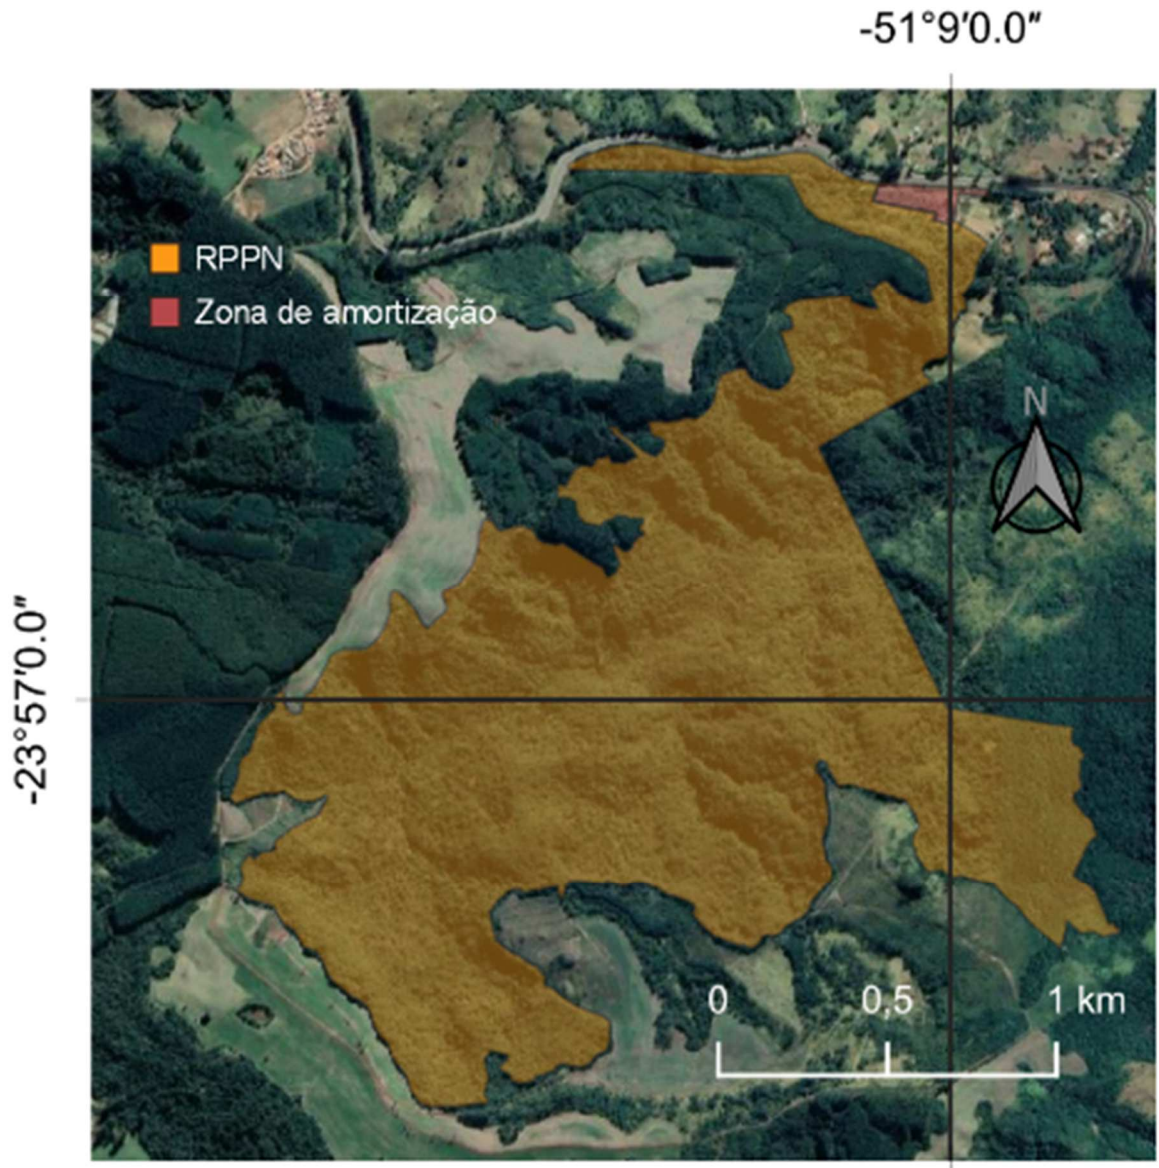 -51°9′0.0″
RPPN
Zona de amortização
N
-23°57′0.0″
0 0,5 1 km